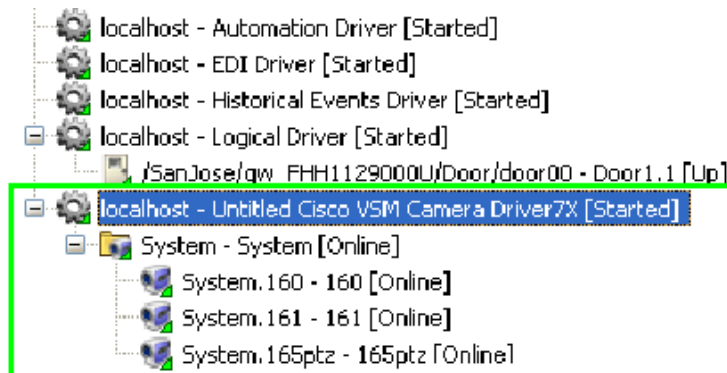 localhost - Automation Driver [Started]
localhost - EDI Driver [Started]
localhost - Historical Events Driver [Started]
localhost - Logical Driver [Started]
/SanJose/gw_FHH1129000U/Door/door00 - Door1.1 [Up]
localhost - Untitled Cisco VSM Camera Driver7X [Started]
System - System [Online]
System.160 - 160 [Online]
System.161 - 161 [Online]
System.165ptz - 165ptz [Online]